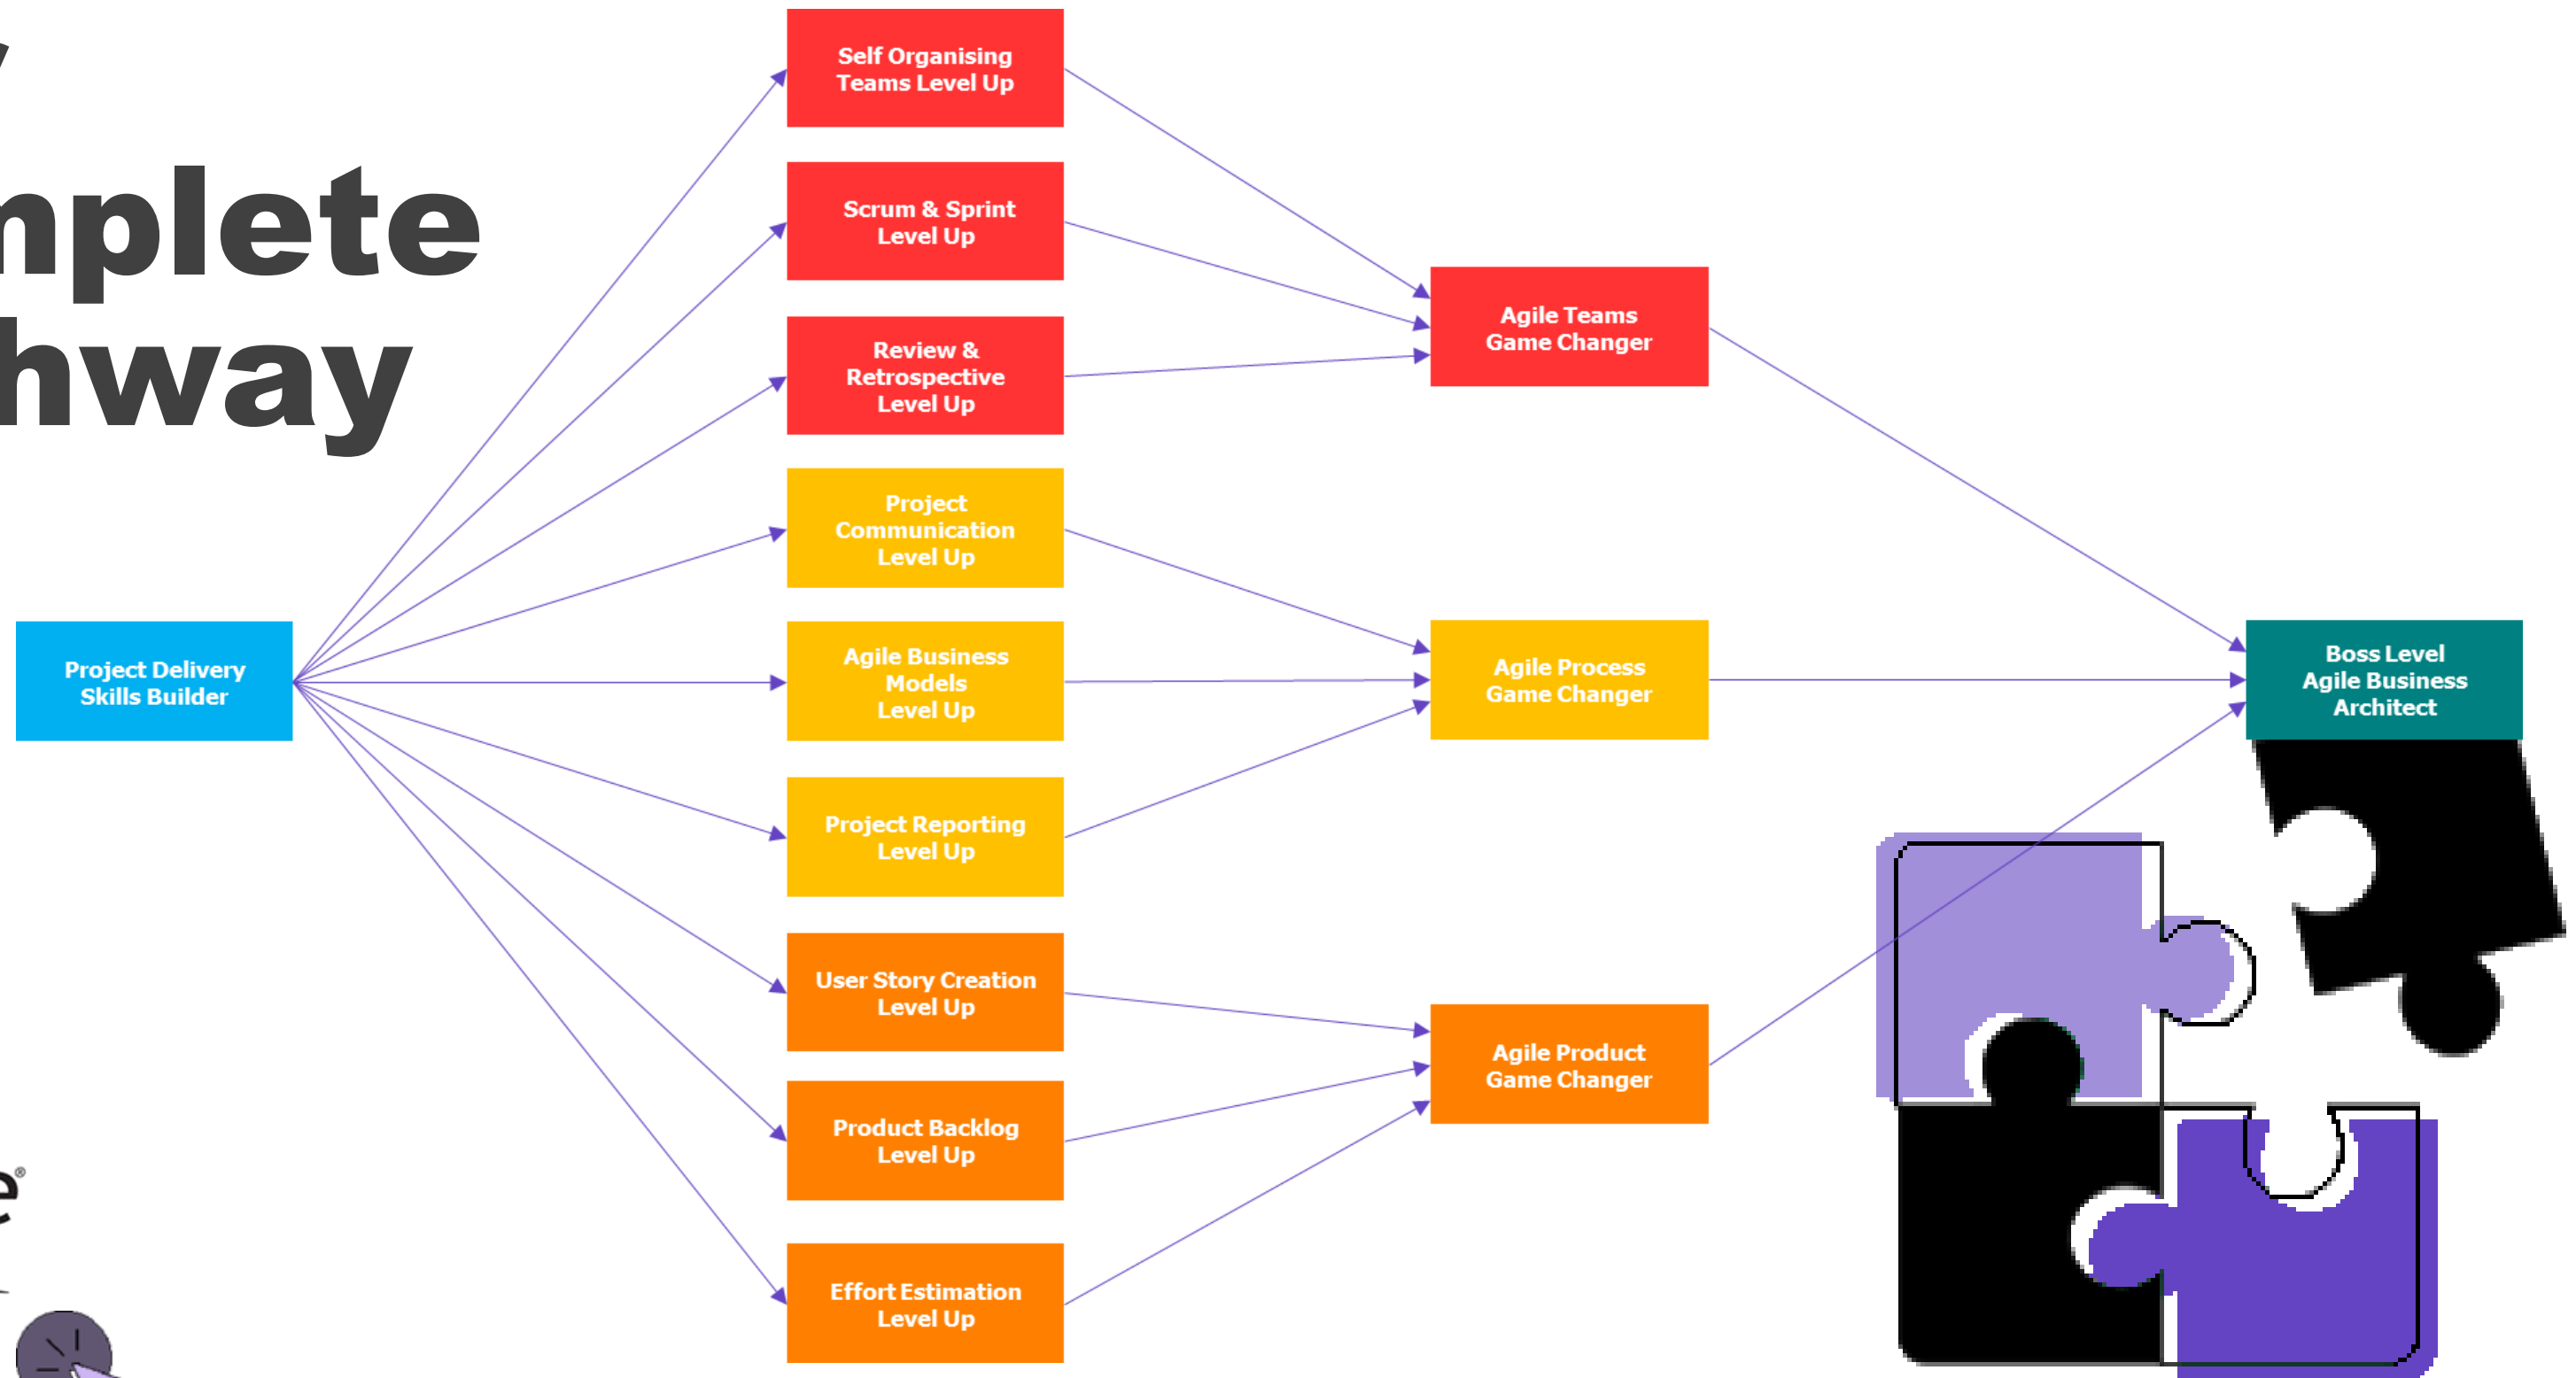 Project Delivery
Skills Builder
Self Organising
Teams Level Up
Scrum & Sprint
Level Up
Review &
Retrospective
Level Up
Project
Communication
Level Up
Agile Business
Models
Level Up
Project Reporting
Level Up
User Story Creation
Level Up
Product Backlog
Level Up
Effort Estimation
Level Up
Agile Teams
Game Changer
Agile Process
Game Changer
Agile Product
Game Changer
Boss Level
Agile Business
Architect